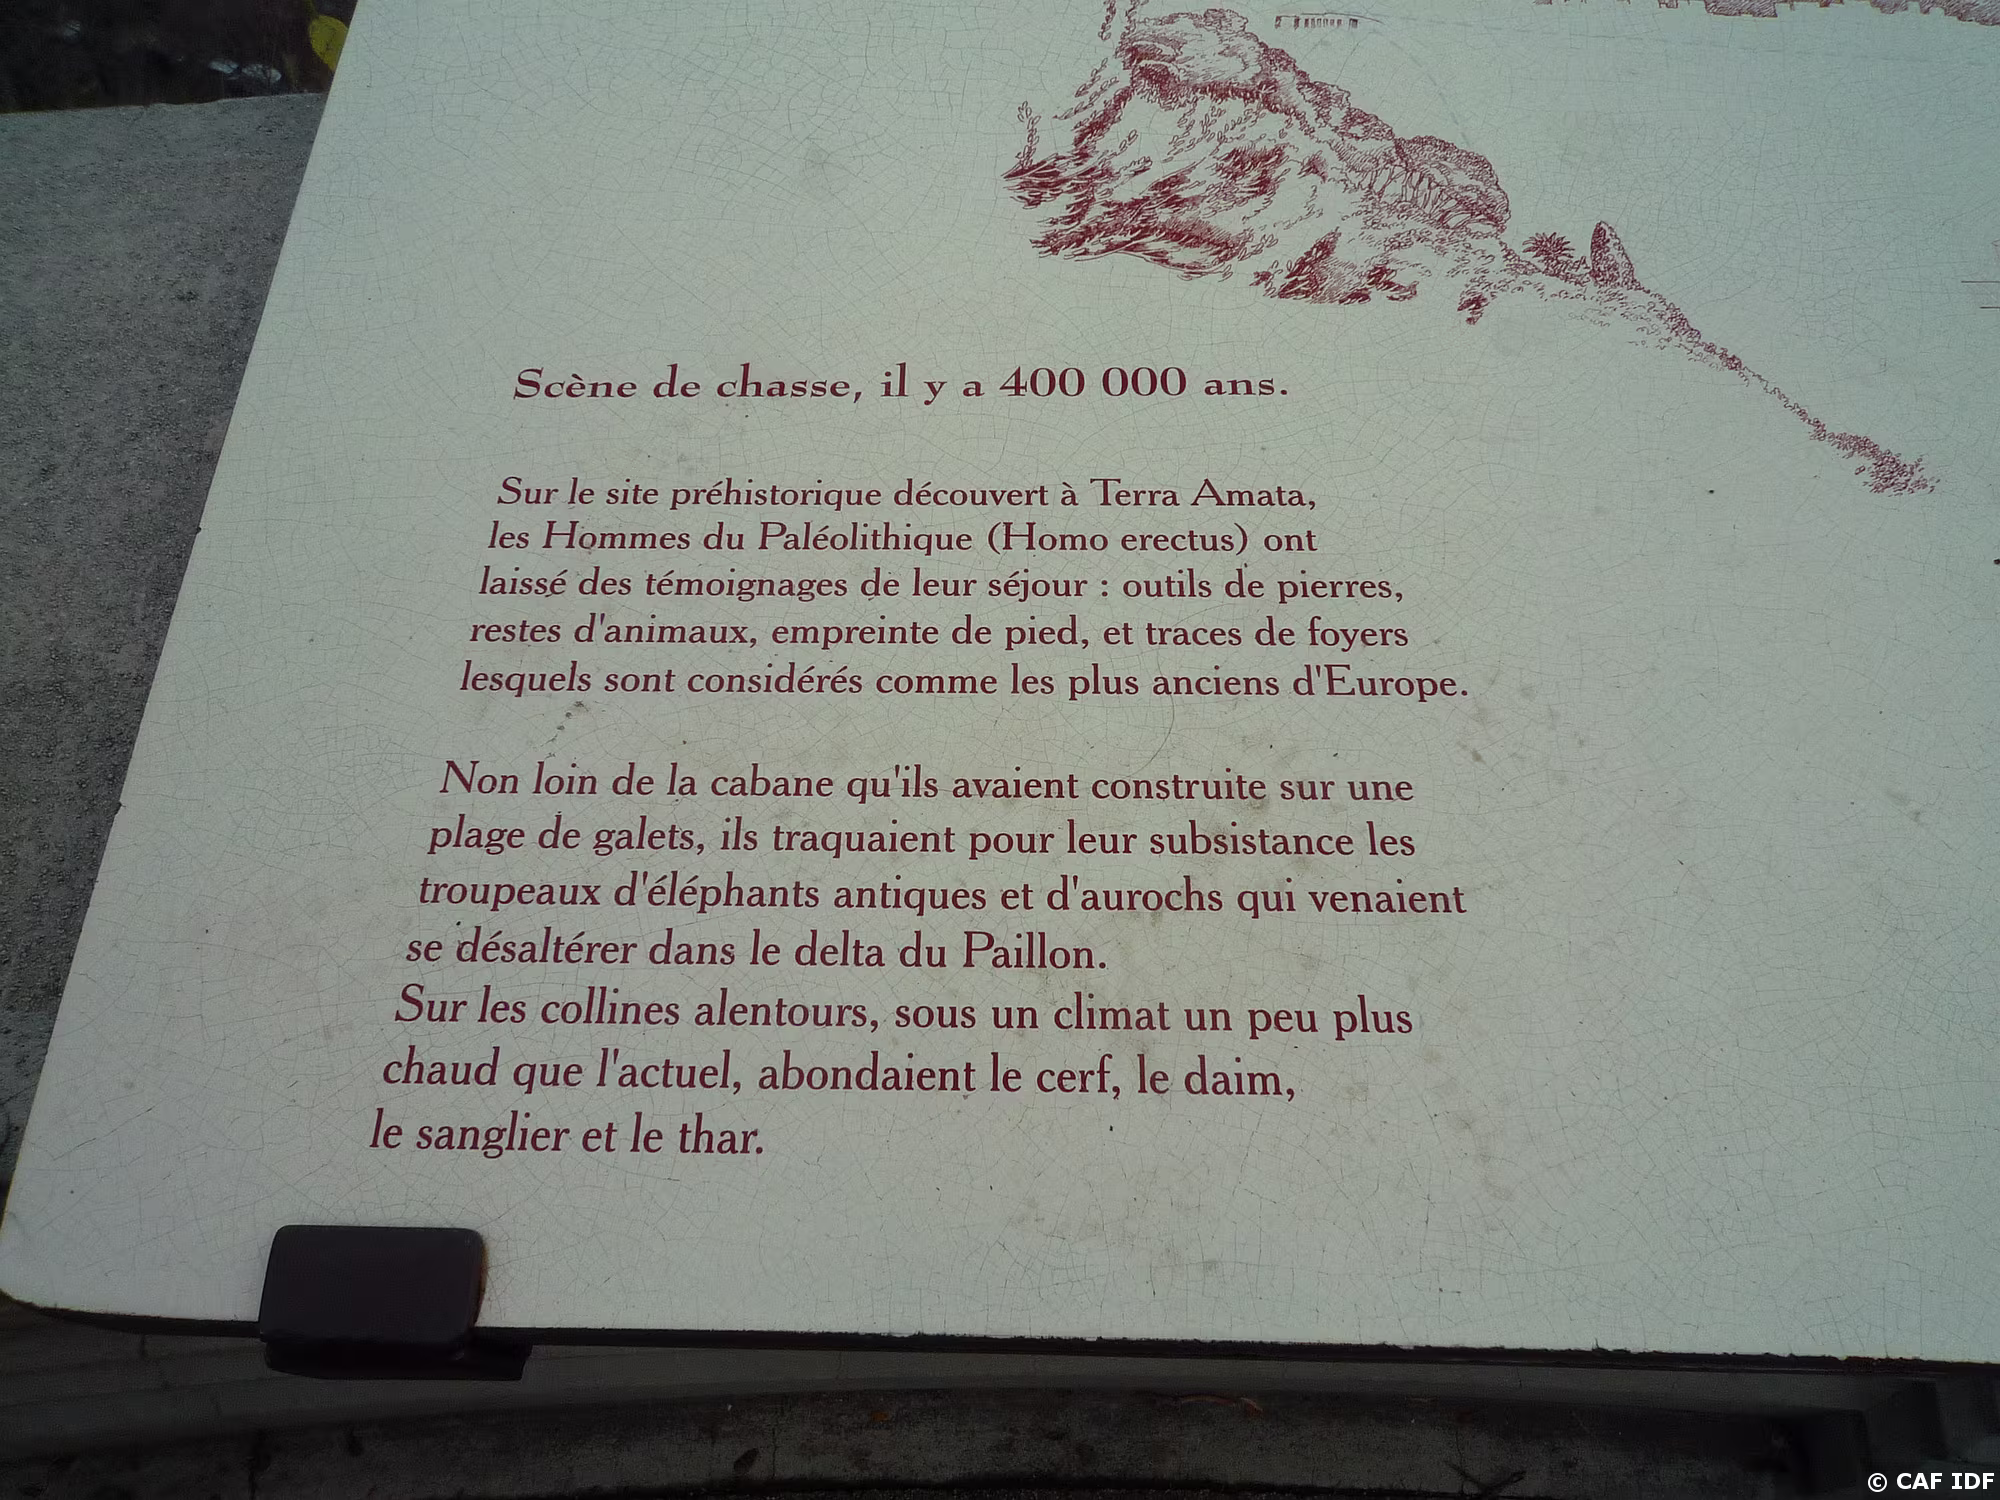 Scène de chasse, il y a 400 000 ans.
Sur le site préhistorique découvert à Terra Amata,
les Hommes du Paléolithique (Homo erectus) ont
laissé des témoignages de leur séjour : outils de pierres,
restes d'animaux, empreinte de pied, et traces de foyers
lesquels sont considérés comme les plus anciens d'Europe.
Non loin de la cabane qu'ils avaient construite sur une
plage de galets, ils traquaient pour leur subsistance les
troupeaux d'éléphants antiques et d'aurochs qui venaient
se désaltérer dans le delta du Paillon.
Sur les collines alentours, sous un climat un peu plus
chaud que l'actuel, abondaient le cerf, le daim,
le sanglier et le thar.
© CAF IDF